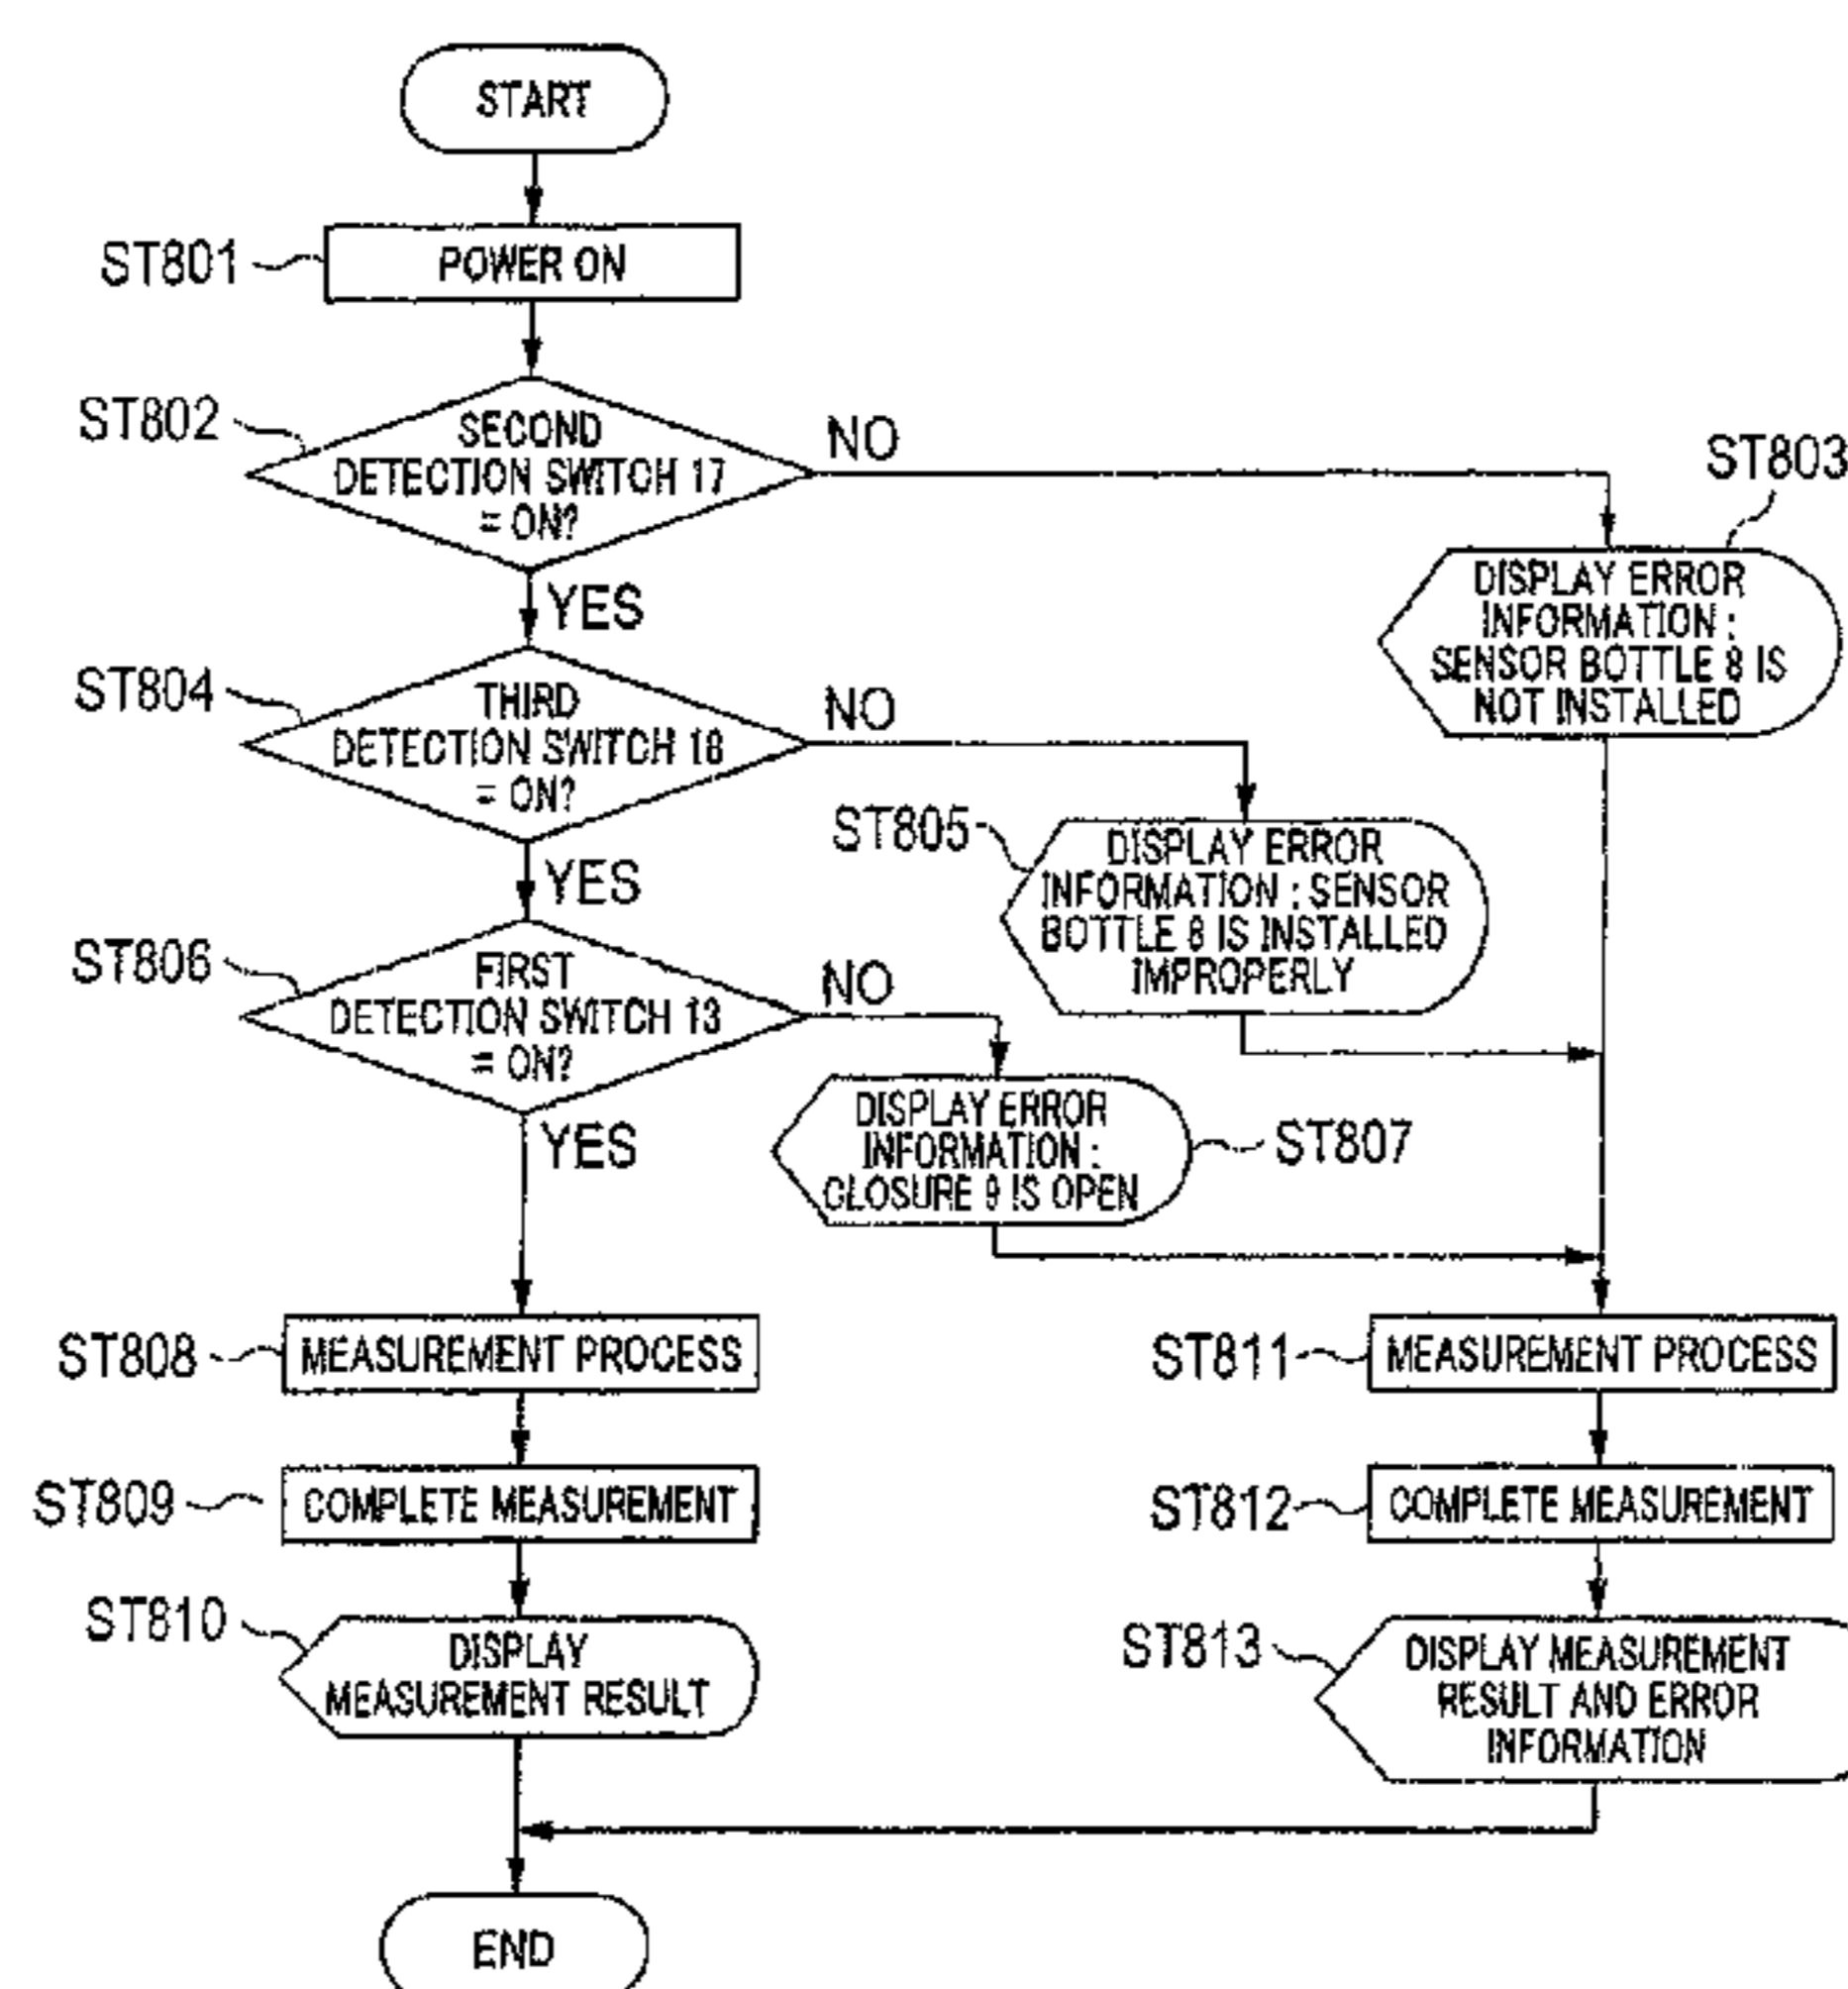 START
ST801
POWER ON
ST802
SECOND
DETECTION SWITCH 17
= ON?
NO
YES
ST803
DISPLAY ERROR
INFORMATION :
SENSOR BOTTLE 8 IS
NOT INSTALLED
ST804
THIRD
DETECTION SWITCH 18
= ON?
NO
YES
ST805
DISPLAY ERROR
INFORMATION : SENSOR
BOTTLE 8 IS INSTALLED
IMPROPERLY
ST806
FIRST
DETECTION SWITCH 13
= ON?
NO
YES
DISPLAY ERROR
INFORMATION :
CLOSURE 9 IS OPEN
ST807
ST808
MEASUREMENT PROCESS
ST811
MEASUREMENT PROCESS
ST809
COMPLETE MEASUREMENT
ST812
COMPLETE MEASUREMENT
ST810
DISPLAY
MEASUREMENT RESULT
ST813
DISPLAY MEASUREMENT
RESULT AND ERROR
INFORMATION
END